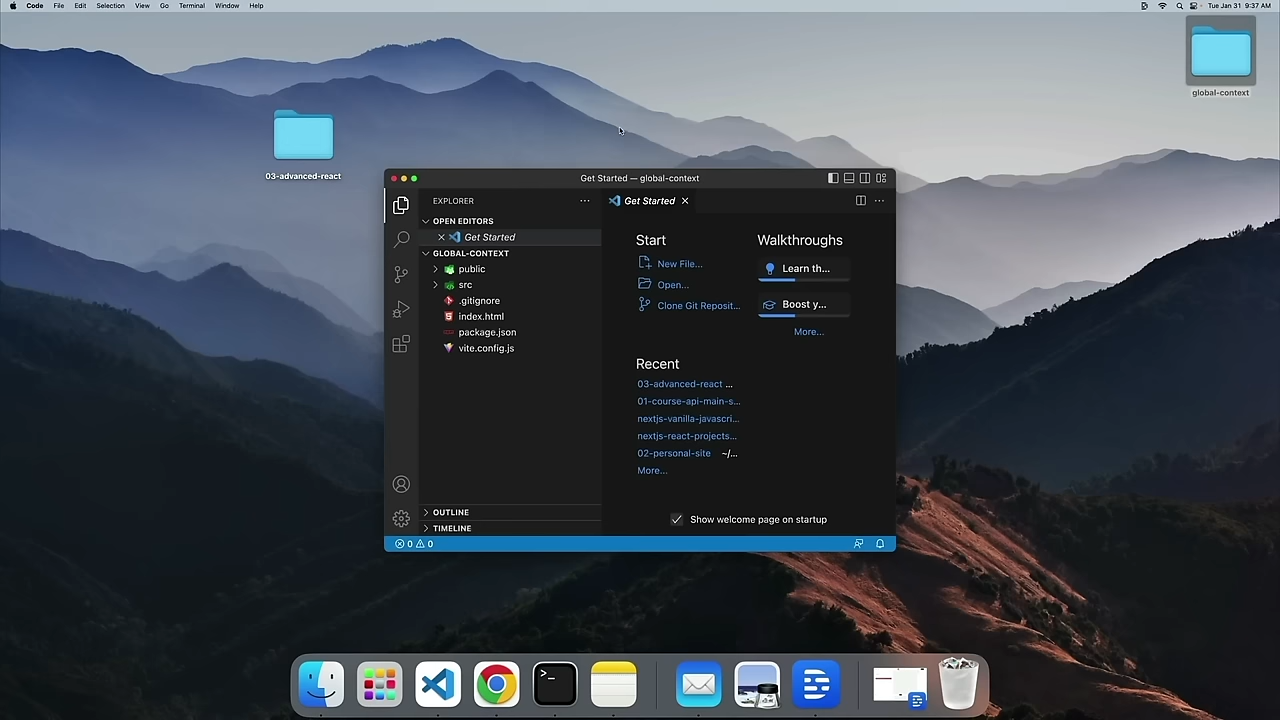 Code File Edit Selection View Go Terminal Window Help
Tue Jan 31 9:37 AM
global-context
03-advanced-react
Get Started — global-context
EXPLORER
OPEN EDITORS
Get Started
GLOBAL-CONTEXT
public
src
.gitignore
index.html
package.json
vite.config.js
OUTLINE
TIMELINE
0 0
Get Started
Start
New File...
Open...
Clone Git Reposit...
Walkthroughs
Learn th...
Boost y...
More...
Recent
03-advanced-react ...
01-course-api-main-s...
nextjs-vanilla-javascri...
nextjs-react-projects...
02-personal-site ~/...
More...
Show welcome page on startup
>_